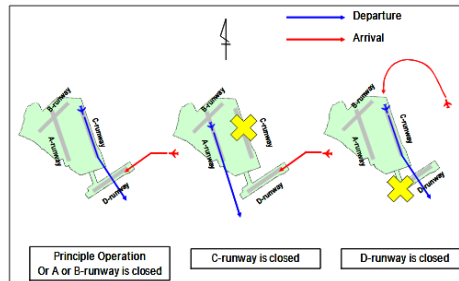 Departure
Arrival
B-runway
C-runway
A-runway
D-runway
B-runway
C-runway
A-runway
D-runway
B-runway
C-runway
A-runway
D-runway
Principle Operation
Or A or B-runway is closed
C-runway is closed
D-runway is closed